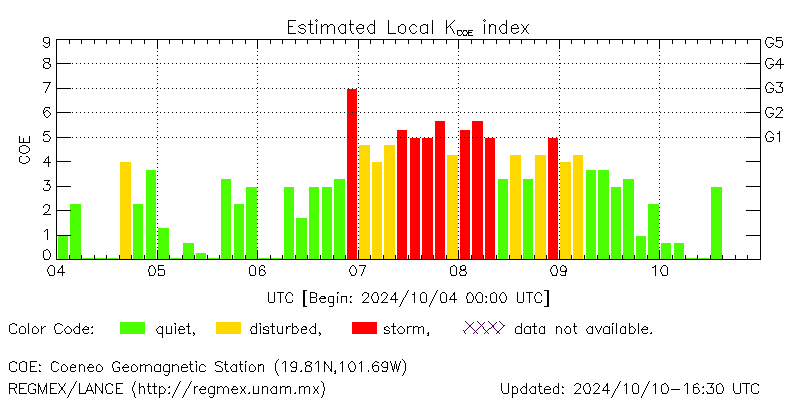 Estimated Local KCOE index
9 G5
8 G4
7 G3
6 G2
5 G1
COE
4
3
2
1
0
04 05 06 07 08 09 10
UTC [Begin: 2024/10/04 00:00 UTC]
Color Code: quiet, disturbed, storm, data not available.
COE: Coeneo Geomagnetic Station (19.81N,101.69W)
REGMEX/LANCE (http://regmex.unam.mx) Updated: 2024/10/10-16:30 UTC